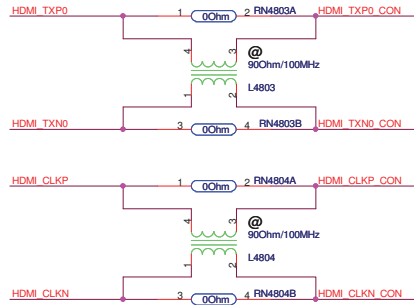 HDMI_TXP0 1 0Ohm 2 RN4803A HDMI_TXP0_CON
4 3 @
90Ohm/100MHz
1 2 L4803
HDMI_TXN0 3 0Ohm 4 RN4803B HDMI_TXN0_CON
HDMI_CLKP 1 0Ohm 2 RN4804A HDMI_CLKP_CON
4 3 @
90Ohm/100MHz
1 2 L4804
HDMI_CLKN 3 0Ohm 4 RN4804B HDMI_CLKN_CON